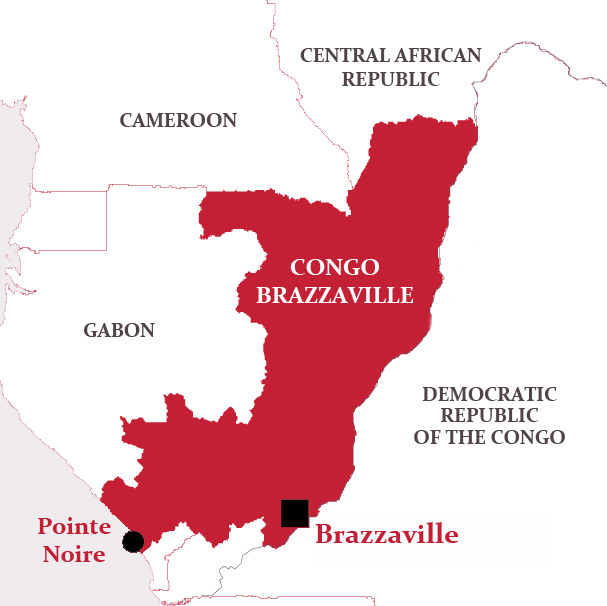 CENTRAL AFRICAN
REPUBLIC
CAMEROON
CONGO
BRAZZAVILLE
GABON
DEMOCRATIC
REPUBLIC
OF THE CONGO
Pointe
Noire
Brazzaville